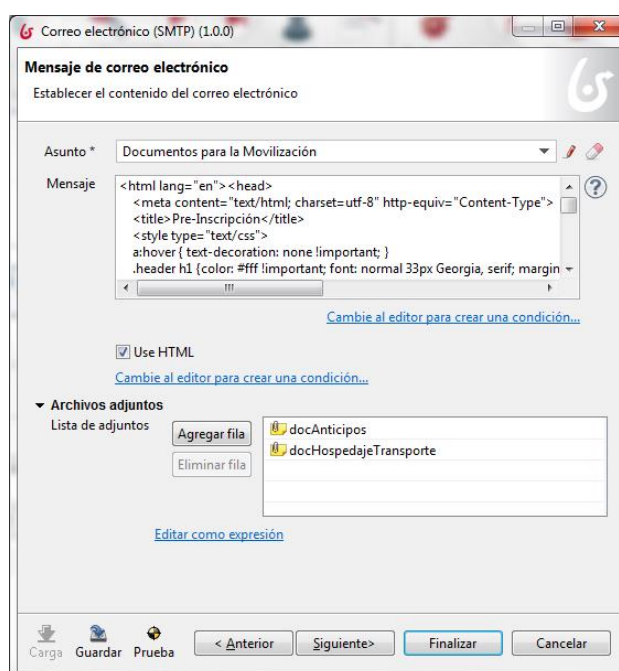 Correo electrónico (SMTP) (1.0.0)
Mensaje de correo electrónico
Establecer el contenido del correo electrónico
Asunto * Documentos para la Movilización
Mensaje
<html lang="en"><head>
<meta content="text/html; charset=utf-8" http-equiv="Content-Type">
<title>Pre-Inscripción</title>
<style type="text/css">
a:hover { text-decoration: none !important; }
.header h1 {color: #fff !important; font: normal 33px Georgia, serif; margin
Cambie al editor para crear una condición...
Use HTML
Cambie al editor para crear una condición...
Archivos adjuntos
Lista de adjuntos
Agregar fila
Eliminar fila
docAnticipos
docHospedajeTransporte
Editar como expresión
Carga Guardar Prueba < Anterior Siguiente> Finalizar Cancelar